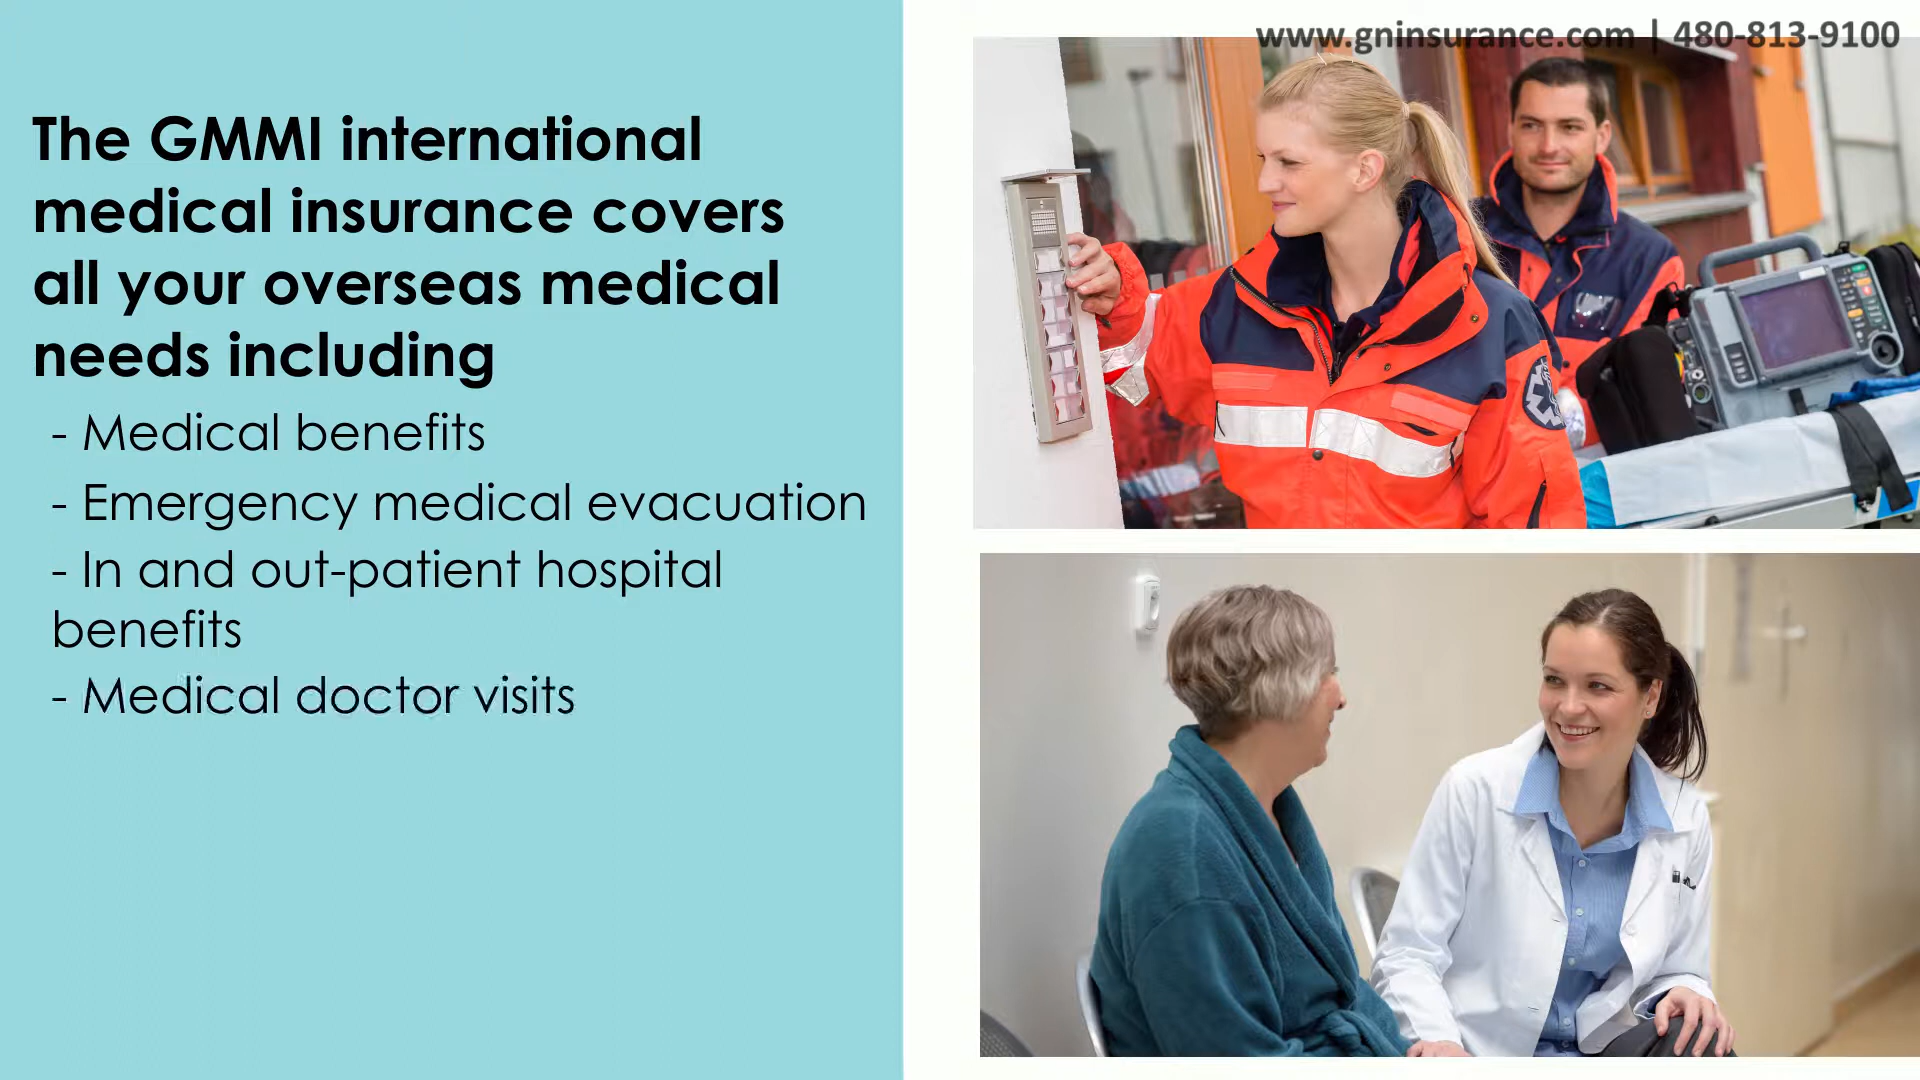 www.gninsurance.com | 480-813-9100
The GMMI international
medical insurance covers
all your overseas medical
needs including
- Medical benefits
- Emergency medical evacuation
- In and out-patient hospital
benefits
- Medical doctor visits